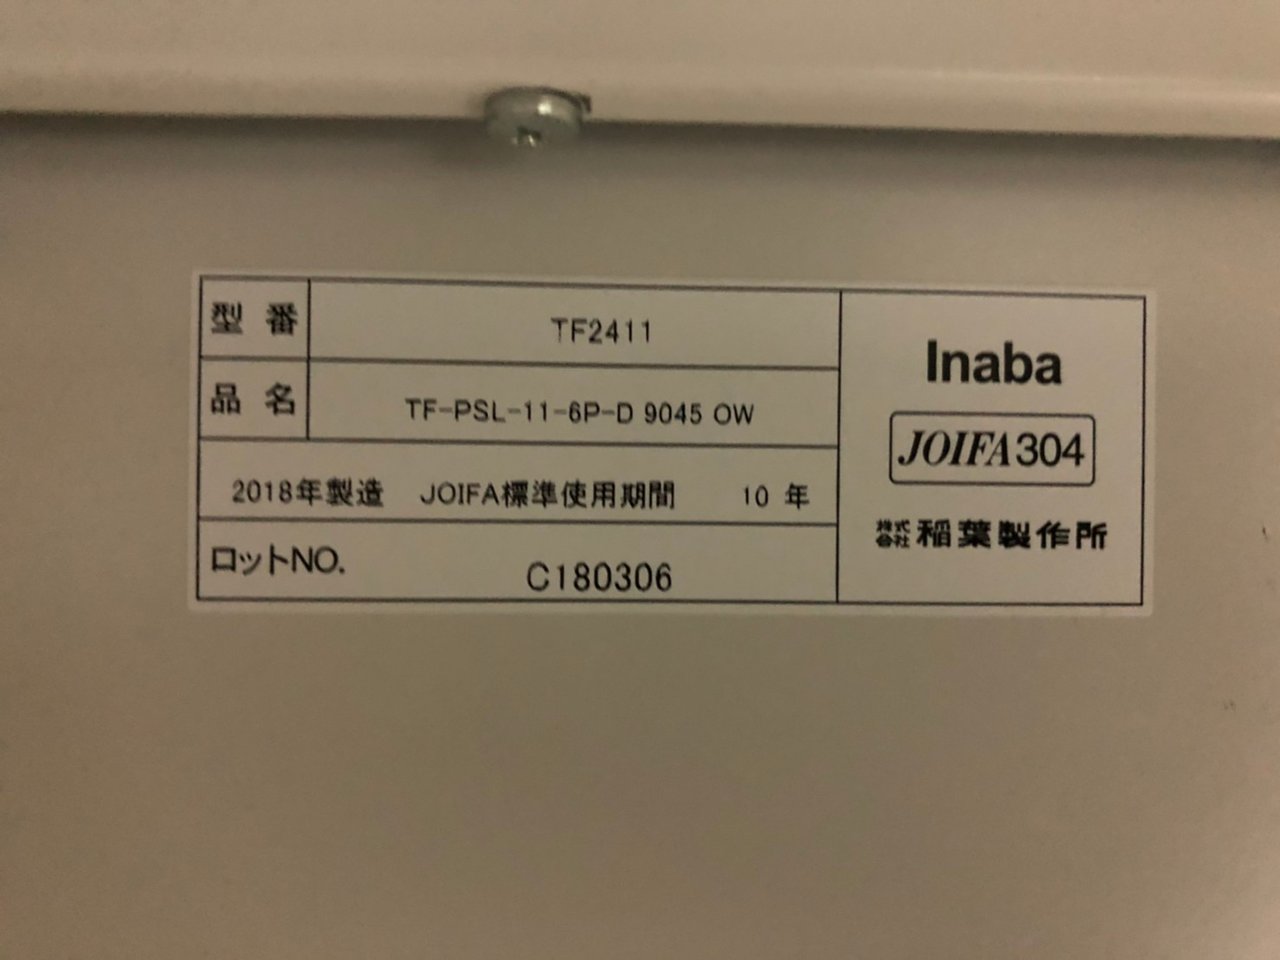 型番 TF2411
品名 TF-PSL-11-6P-D 9045 OW
2018年製造 JOIFA標準使用期間 10年
ロットNO. C180306
Inaba
JOIFA304
株式会社 稲葉製作所